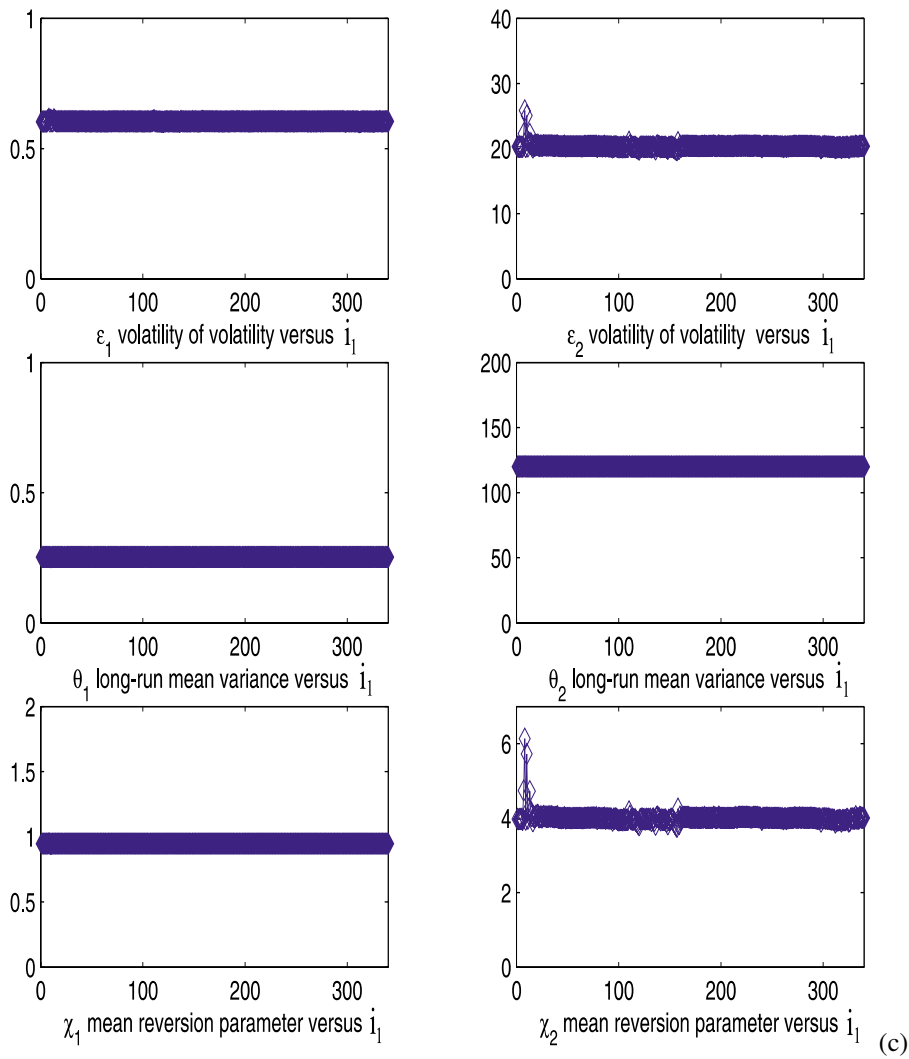 1
0.5
0
0 100 200 300
ε₁ volatility of volatility versus i₁
40
30
20
10
0
0 100 200 300
ε₂ volatility of volatility versus i₁
1
0.5
0
0 100 200 300
θ₁ long-run mean variance versus i₁
200
150
100
50
0
0 100 200 300
θ₂ long-run mean variance versus i₁
2
1.5
1
0.5
0
0 100 200 300
χ₁ mean reversion parameter versus i₁
6
4
2
0
0 100 200 300
χ₂ mean reversion parameter versus i₁
(c)